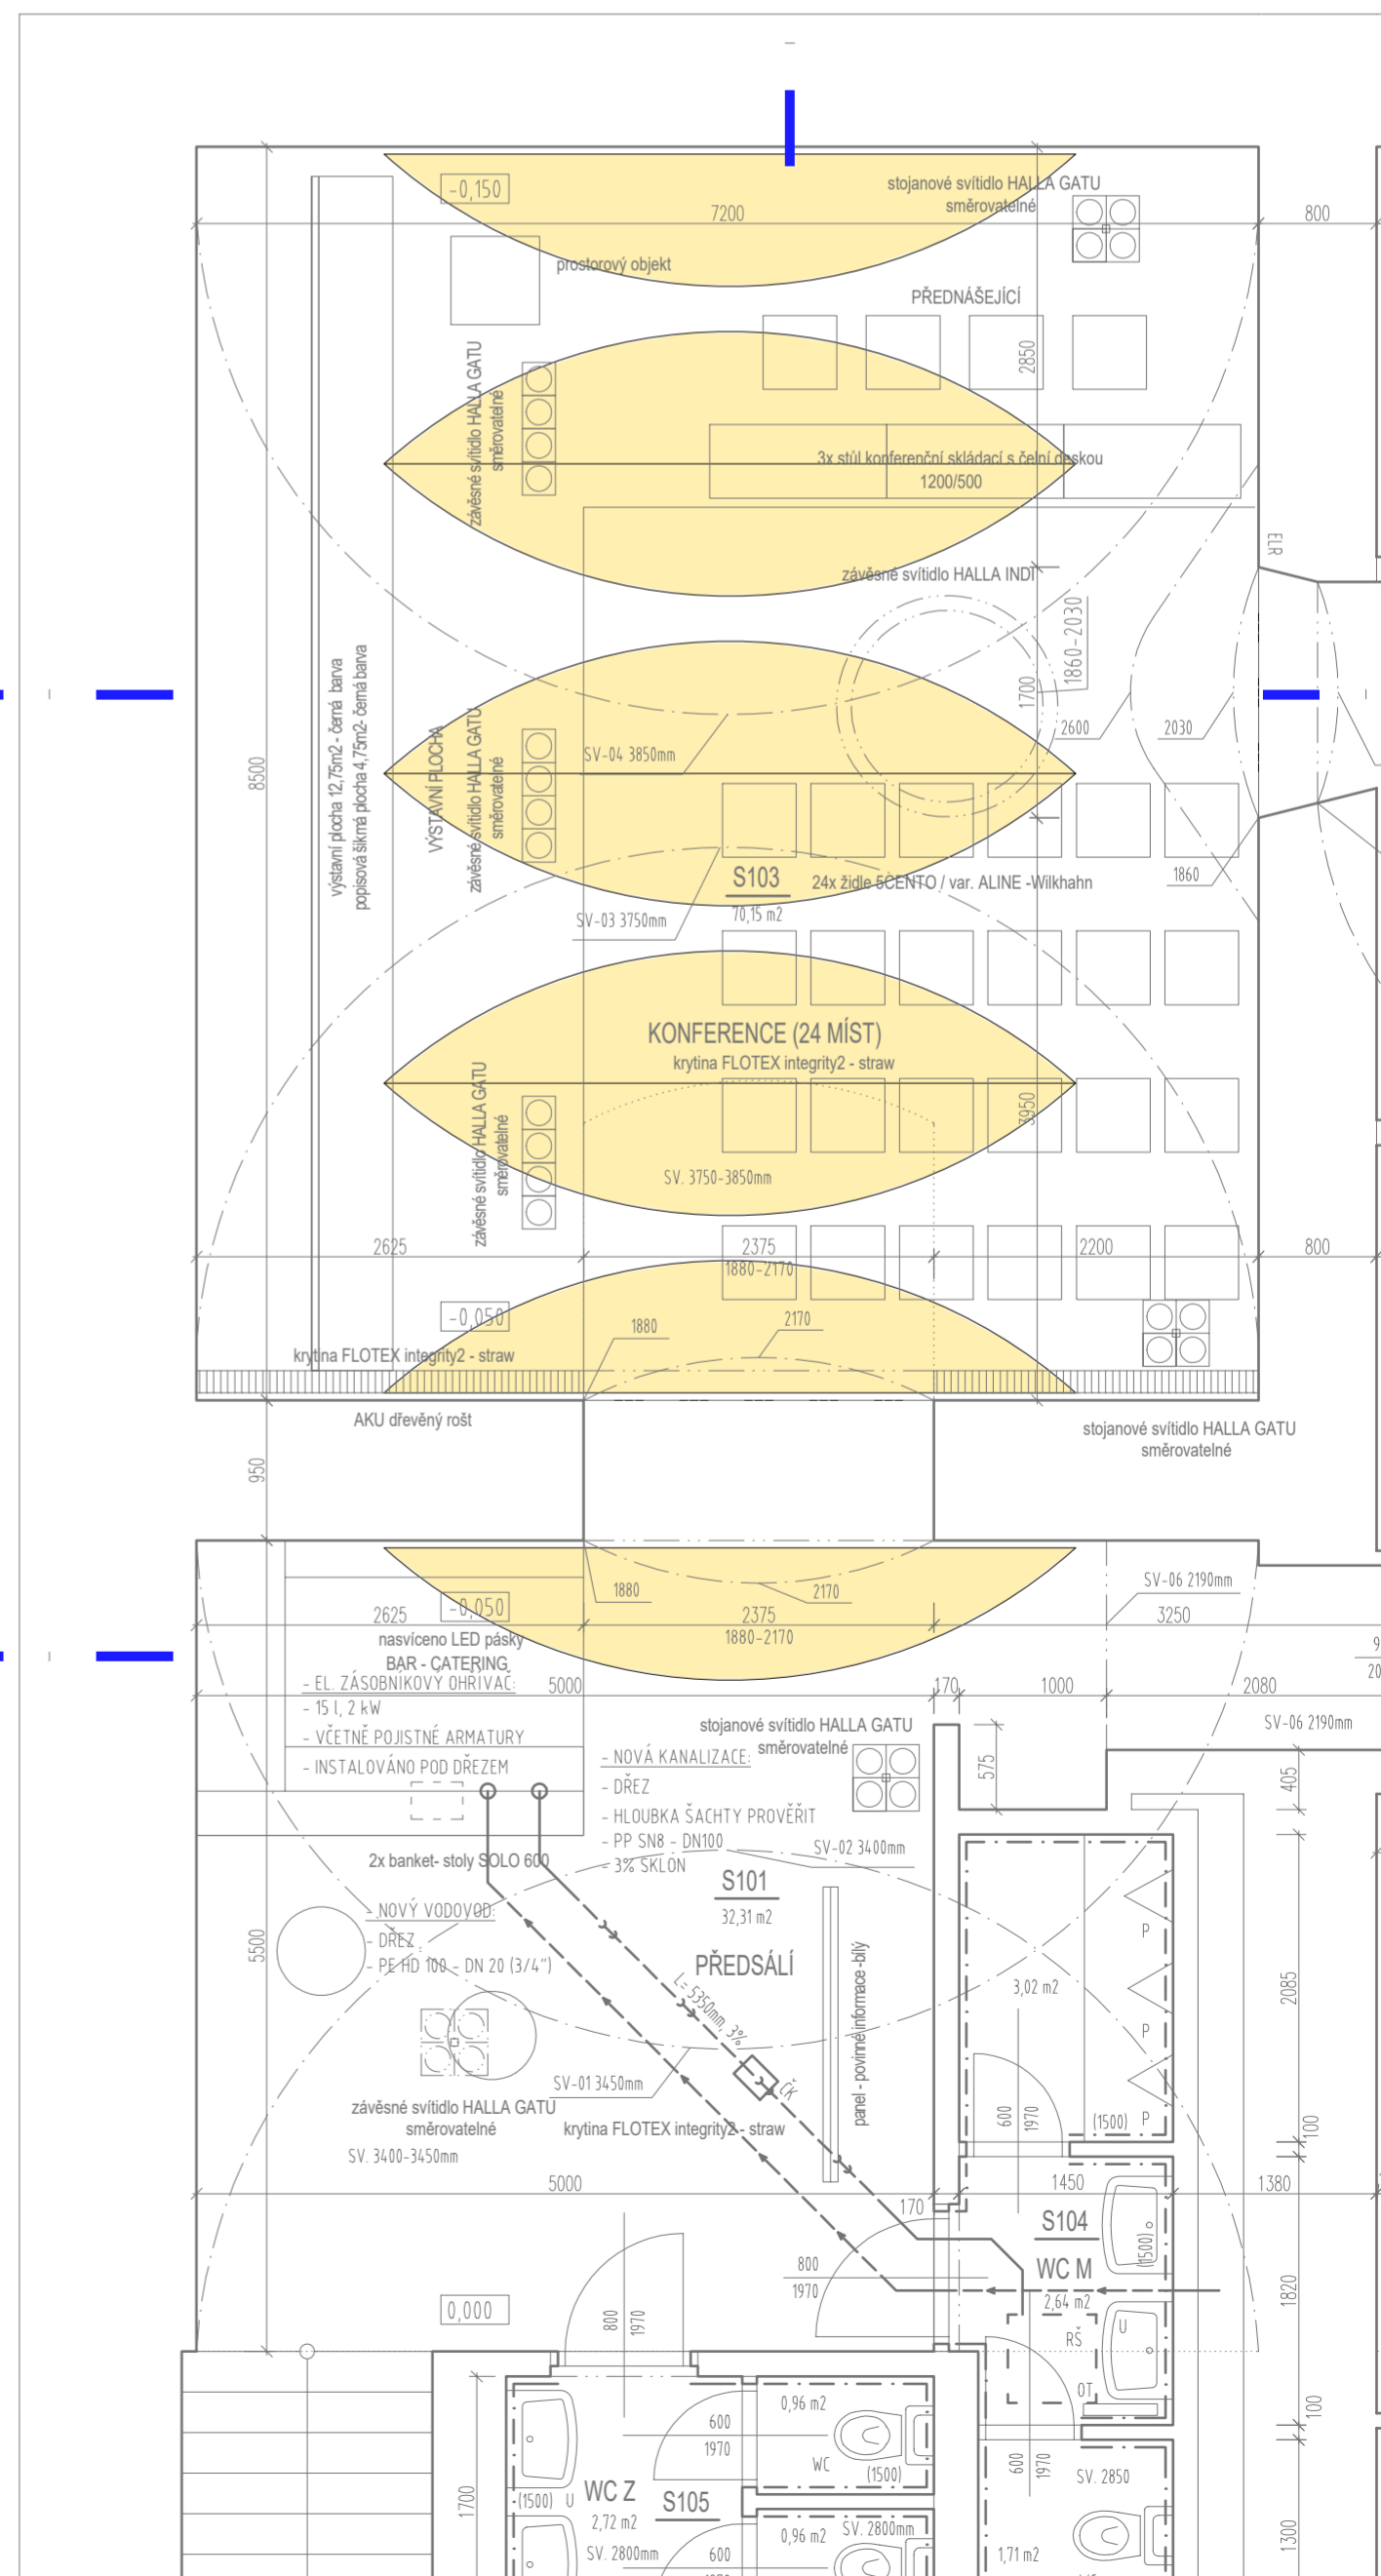 -0,150
stojanové svítidlo HALLA GATU
směrovatelné
7200
800
prostorový objekt
PŘEDNÁŠEJÍCÍ
2850
závěsné svítidlo HALLA GATU
směrovatelné
3x stůl konferenční skládací s čelní deskou
1200/500
ELR
závěsné svítidlo HALLA INDI
1860-2030
1700
2600
2030
výstavní plocha 12,75m2 - černá barva
popisová šikmá plocha 4,75m2- černá barva
VÝSTAVNÍ PLOCHA
závěsné svítidlo HALLA GATU
směrovatelné
SV-04 3850mm
8500
S103
24x židle 5CENTO / var. ALINE -Wilkhahn
70,15 m2
1860
SV-03 3750mm
KONFERENCE (24 MÍST)
krytina FLOTEX integrity2 - straw
3950
závěsné svítidlo HALLA GATU
směrovatelné
SV. 3750-3850mm
2625
2375
1880-2170
2200
800
-0,050
1880
2170
krytina FLOTEX integrity2 - straw
AKU dřevěný rošt
stojanové svítidlo HALLA GATU
směrovatelné
950
1880
2170
SV-06 2190mm
-0,050
2625
2375
1880-2170
3250
nasvíceno LED pásky
BAR - CATERING
- EL. ZÁSOBNÍKOVÝ OHŘÍVAČ:
- 15 l, 2 kW
- VČETNĚ POJISTNÉ ARMATURY
- INSTALOVÁNO POD DŘEZEM
5000
170
1000
2080
SV-06 2190mm
stojanové svítidlo HALLA GATU
směrovatelné
- NOVÁ KANALIZACE:
- DŘEZ
- HLOUBKA ŠACHTY PROVĚŘIT
- PP SN8 - DN100
- 3% SKLON
575
405
SV-02 3400mm
2x banket- stoly SOLO 600
S101
32,31 m2
PŘEDSÁLÍ
- NOVÝ VODOVOD:
- DŘEZ
- PE HD 100 - DN 20 (3/4")
5500
L= 5350mm, 3%
panel - povinné informace -bílý
P
3,02 m2
P
2085
SV-01 3450mm
ČK
závěsné svítidlo HALLA GATU
směrovatelné
krytina FLOTEX integrity2 - straw
SV. 3400-3450mm
600
1970
(1500)
P
100
5000
170
1450
1380
S104
(1500)
WC M
2,64 m2
800
1970
1820
0,000
800
1970
RŠ
U
OT
100
0,96 m2
600
1970
WC
(1500)
600
1970
SV. 2850
1700
(1500)
U
WC Z
2,72 m2
S105
SV. 2800mm
0,96 m2
SV. 2800mm
600
1,71 m2
1300